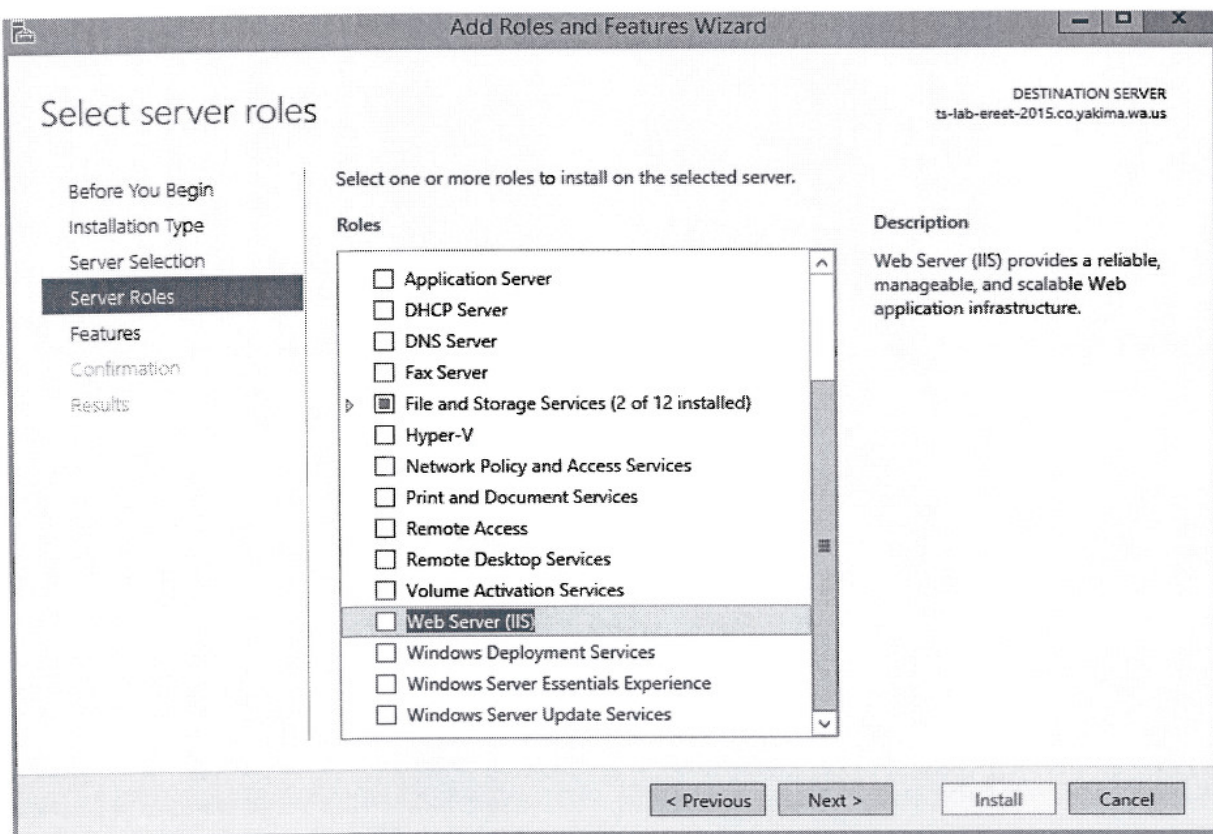 Add Roles and Features Wizard
Select server roles
DESTINATION SERVER
ts-lab-ereet-2015.co.yakima.wa.us
Before You Begin
Installation Type
Server Selection
Server Roles
Features
Confirmation
Results
Select one or more roles to install on the selected server.
Roles
Application Server
DHCP Server
DNS Server
Fax Server
File and Storage Services (2 of 12 installed)
Hyper-V
Network Policy and Access Services
Print and Document Services
Remote Access
Remote Desktop Services
Volume Activation Services
Web Server (IIS)
Windows Deployment Services
Windows Server Essentials Experience
Windows Server Update Services
Description
Web Server (IIS) provides a reliable,
manageable, and scalable Web
application infrastructure.
< Previous
Next >
Install
Cancel